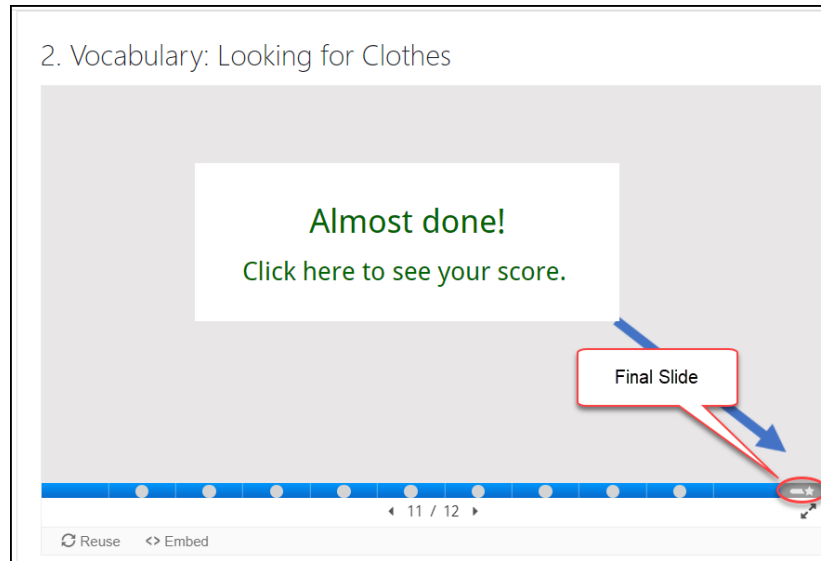 2. Vocabulary: Looking for Clothes
Almost done!
Click here to see your score.
Final Slide
11 / 12
Reuse <> Embed